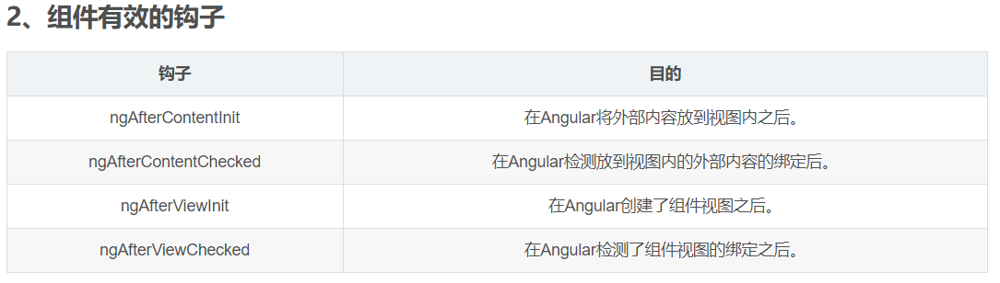 2、组件有效的钩子
钩子 目的
ngAfterContentInit 在Angular将外部内容放到视图内之后。
ngAfterContentChecked 在Angular检测放到视图内的外部内容的绑定后。
ngAfterViewInit 在Angular创建了组件视图之后。
ngAfterViewChecked 在Angular检测了组件视图的绑定之后。